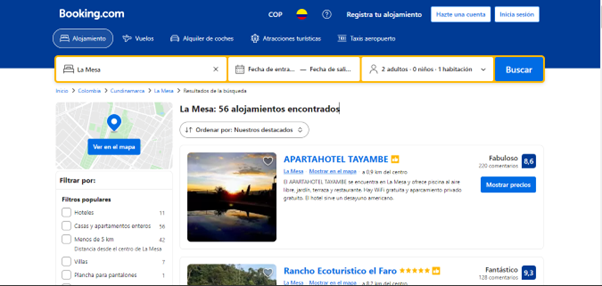 Booking.com
COP
Registra tu alojamiento
Hazte una cuenta
Inicia sesión
Alojamiento
Vuelos
Alquiler de coches
Atracciones turísticas
Taxis aeropuerto
La Mesa
Fecha de entra... — Fecha de sali...
2 adultos · 0 niños · 1 habitación
Buscar
Inicio > Colombia > Cundinamarca > La Mesa > Resultados de la búsqueda
La Mesa: 56 alojamientos encontrados
Ordenar por: Nuestros destacados
Ver en el mapa
Filtrar por:
Filtros populares
Hoteles 11
Casas y apartamentos enteros 56
Menos de 5 km 42
Distancia desde el centro de La Mesa
Villas 7
Plancha para pantalones 1
APARTAHOTEL TAYAMBE
La Mesa Mostrar en el mapa a 0,9 km del centro
El APARTAHOTEL TAYAMBE se encuentra en La Mesa y ofrece piscina al aire
libre, jardín, terraza y restaurante. Hay WiFi gratuita y aparcamiento privado
gratuito. El hotel sirve un desayuno americano.
Fabuloso
220 comentarios
8,6
Mostrar precios
Rancho Ecoturistico el Faro
La Mesa Mostrar en el mapa a 8,7 km del centro
Fantástico
128 comentarios
9,3